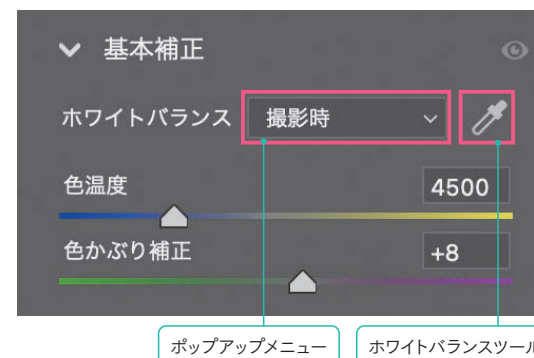 基本補正
ホワイトバランス 撮影時
色温度 4500
色かぶり補正 +8
ポップアップメニュー ホワイトバランスツール